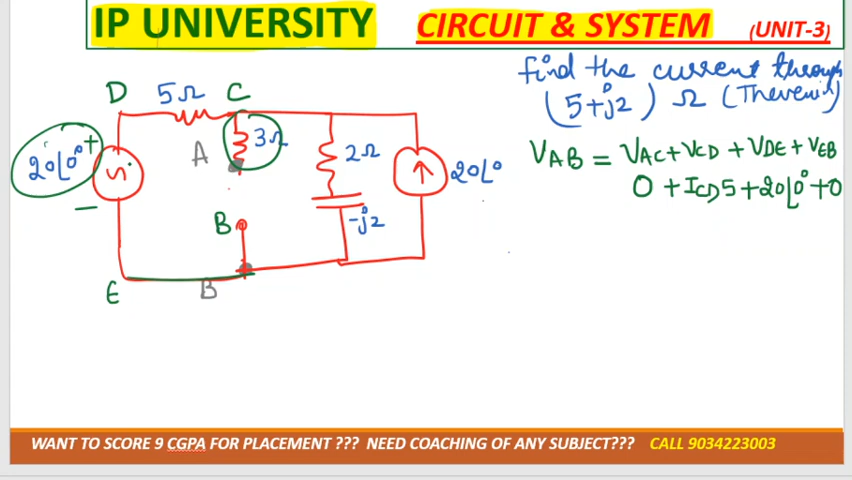 IP UNIVERSITY CIRCUIT & SYSTEM (UNIT-3)
find the current through
(5+j2) Ω (Thevenin)
D 5Ω C
20∟0° + A 3Ω 2Ω 20∟0
VAB = VAC+VCD + VDE + VEB
0 + ICD5+20∟0°+0
- B -j2
E B
WANT TO SCORE 9 CGPA FOR PLACEMENT ??? NEED COACHING OF ANY SUBJECT??? CALL 9034223003